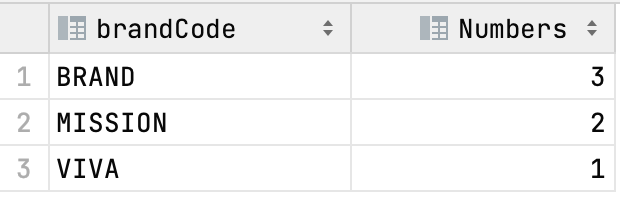 brandCode Numbers
1 BRAND 3
2 MISSION 2
3 VIVA 1